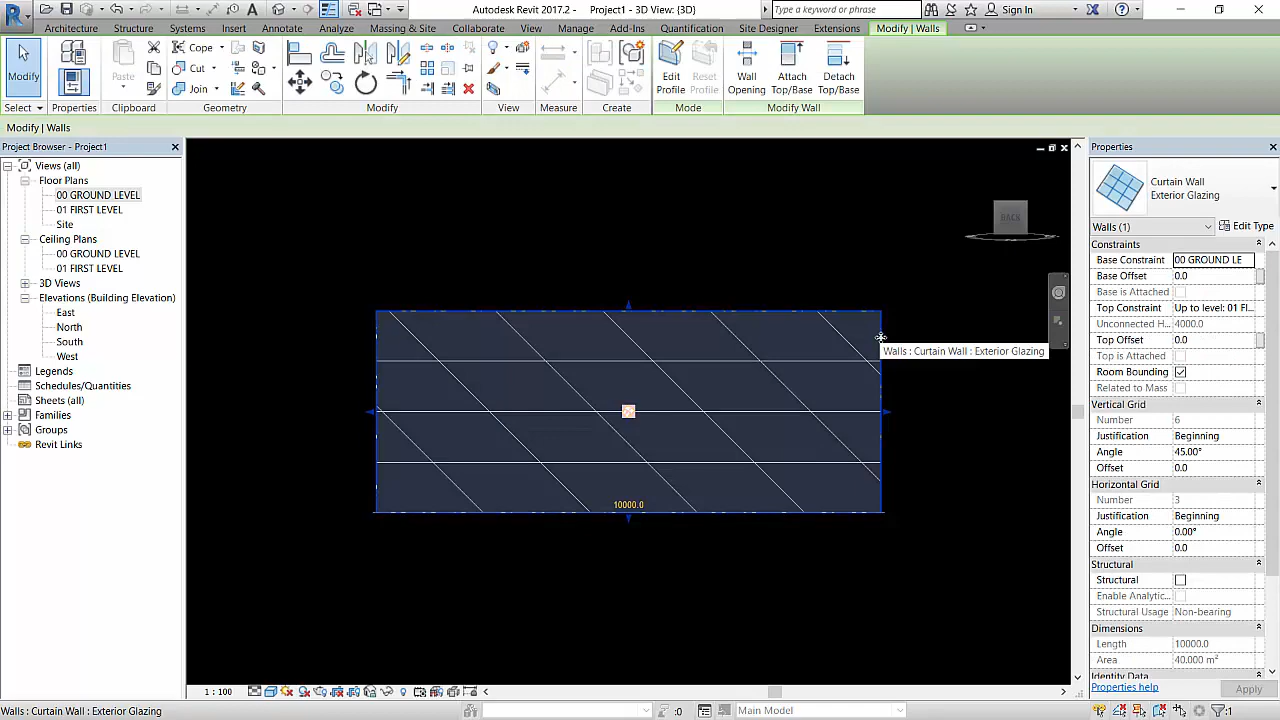 Autodesk Revit 2017.2 - Project1 - 3D View: {3D}
Type a keyword or phrase
Sign In
Architecture Structure Systems Insert Annotate Analyze Massing & Site Collaborate View Manage Add-Ins Quantification Site Designer Extensions Modify | Walls
Modify
Paste
Cope
Cut
Join
Edit Profile
Reset Profile
Wall Opening
Attach Top/Base
Detach Top/Base
Select Properties Clipboard Geometry Modify View Measure Create Mode Modify Wall
Modify | Walls
Project Browser - Project1
Views (all)
Floor Plans
00 GROUND LEVEL
01 FIRST LEVEL
Site
Ceiling Plans
00 GROUND LEVEL
01 FIRST LEVEL
3D Views
Elevations (Building Elevation)
East
North
South
West
Legends
Schedules/Quantities
Sheets (all)
Families
Groups
Revit Links
BACK
Walls : Curtain Wall : Exterior Glazing
10000.0
Properties
Curtain Wall
Exterior Glazing
Walls (1) Edit Type
Constraints
Base Constraint 00 GROUND LE
Base Offset 0.0
Base is Attached
Top Constraint Up to level: 01 Fl...
Unconnected H... 4000.0
Top Offset 0.0
Top is Attached
Room Bounding
Related to Mass
Vertical Grid
Number 6
Justification Beginning
Angle 45.00°
Offset 0.0
Horizontal Grid
Number 3
Justification Beginning
Angle 0.00°
Offset 0.0
Structural
Structural
Enable Analytic...
Structural Usage Non-bearing
Dimensions
Length 10000.0
Area 40.000 m²
Identity Data
Properties help Apply
1 : 100
Walls : Curtain Wall : Exterior Glazing
:0
Main Model
:1